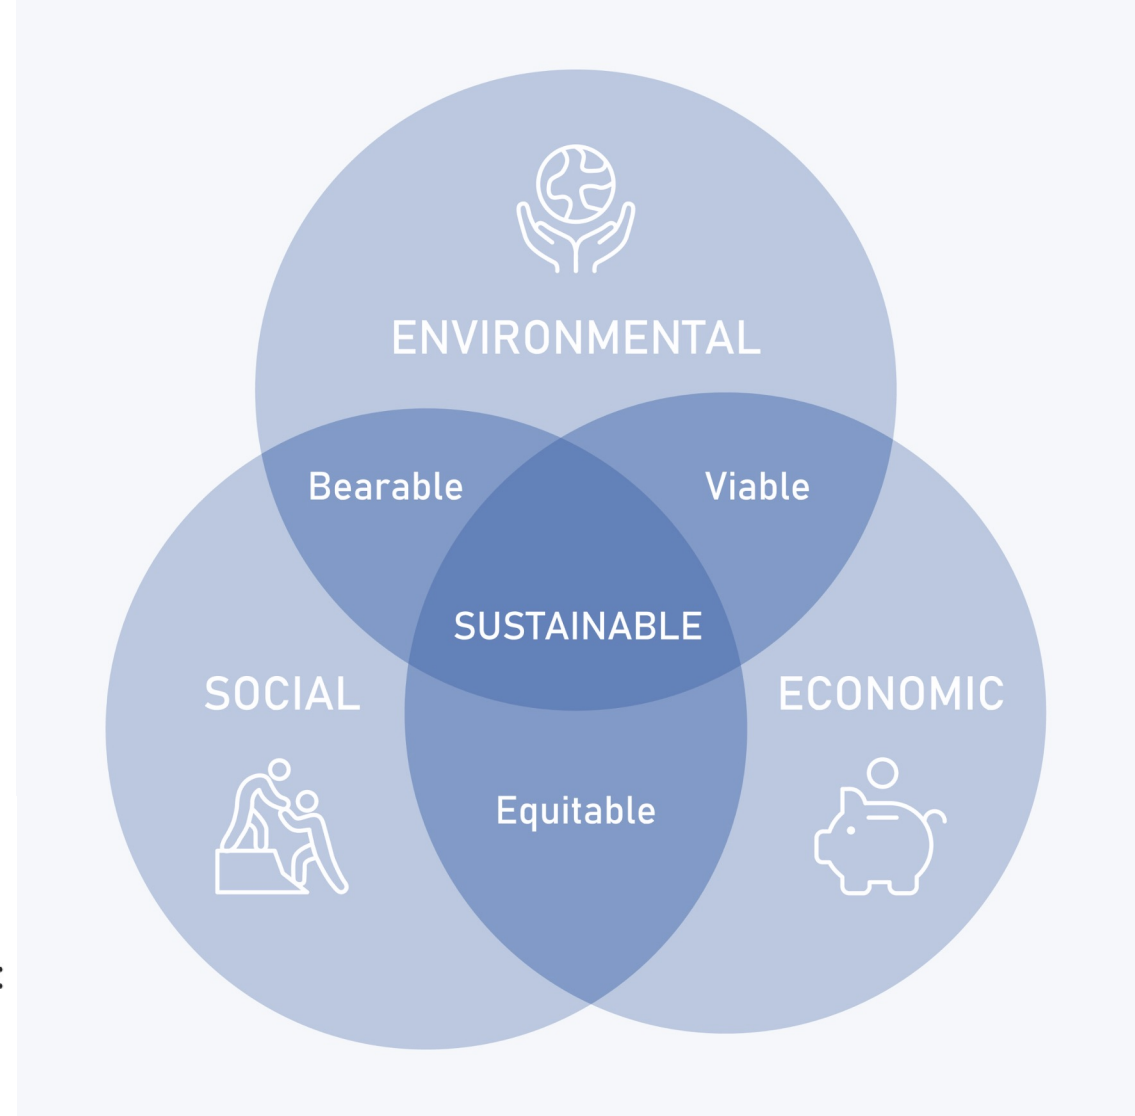 ENVIRONMENTAL
Bearable
Viable
SUSTAINABLE
SOCIAL
ECONOMIC
Equitable
: